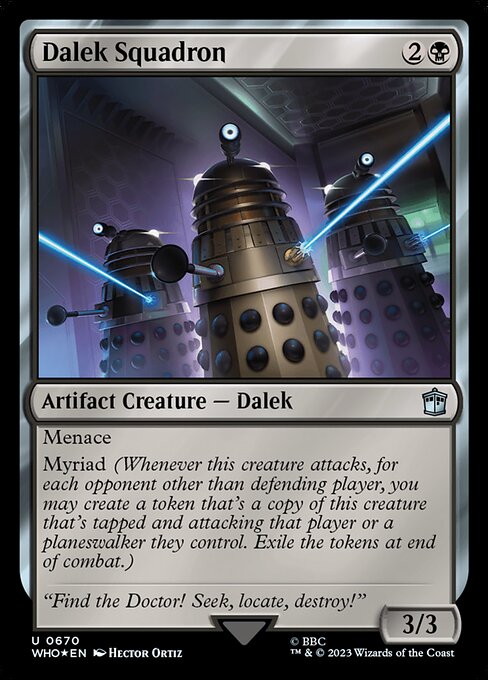 Dalek Squadron 2
Artifact Creature — Dalek
Menace
Myriad (Whenever this creature attacks, for
each opponent other than defending player, you
may create a token that's a copy of this creature
that's tapped and attacking that player or a
planeswalker they control. Exile the tokens at end
of combat.)
“Find the Doctor! Seek, locate, destroy!”
3/3
U 0670
WHO★EN Hector Ortiz
© BBC
™ & © 2023 Wizards of the Coast